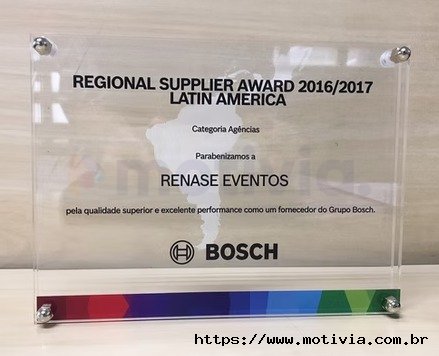 REGIONAL SUPPLIER AWARD 2016/2017
LATIN AMERICA
Categoria Agências
Parabenizamos a
motivia
RENASE EVENTOS
pela qualidade superior e excelente performance como um fornecedor do Grupo Bosch.
BOSCH
https://www.motivia.com.br